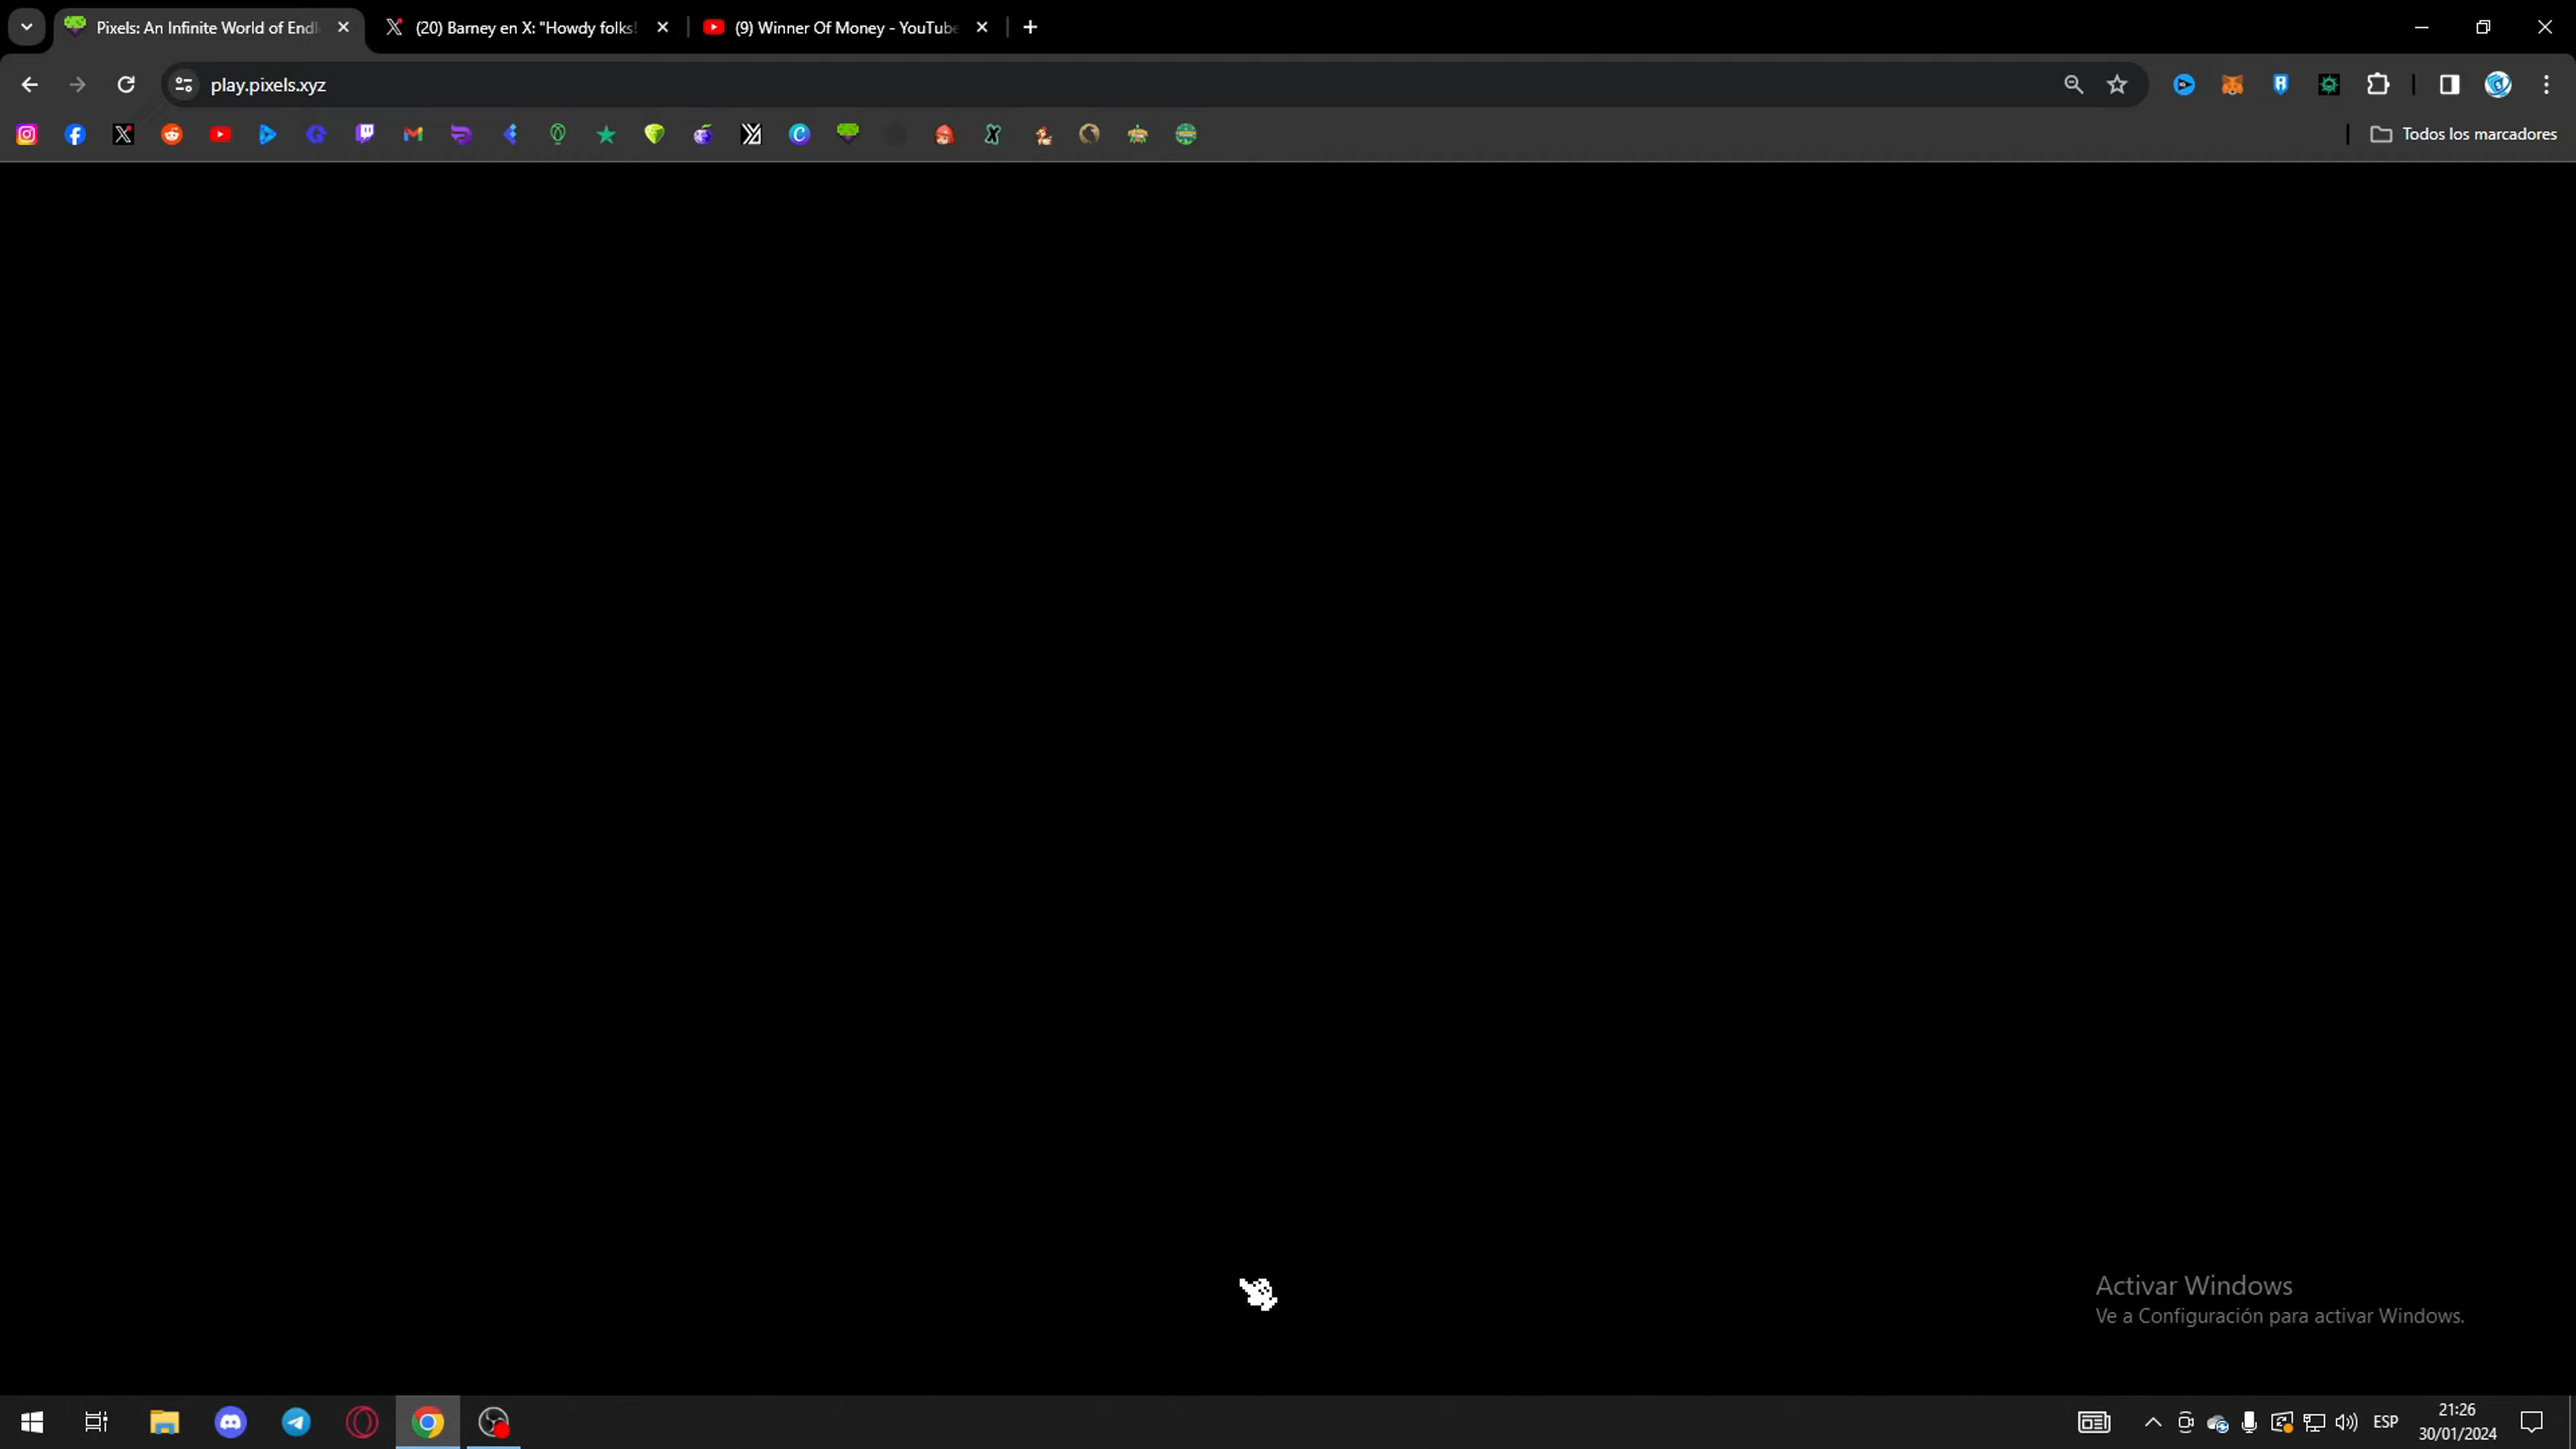 Pixels: An Infinite World of Endl
(20) Barney en X: "Howdy folks!
(9) Winner Of Money - YouTube
play.pixels.xyz
Todos los marcadores
Activar Windows
Ve a Configuración para activar Windows.
ESP
21:26
30/01/2024